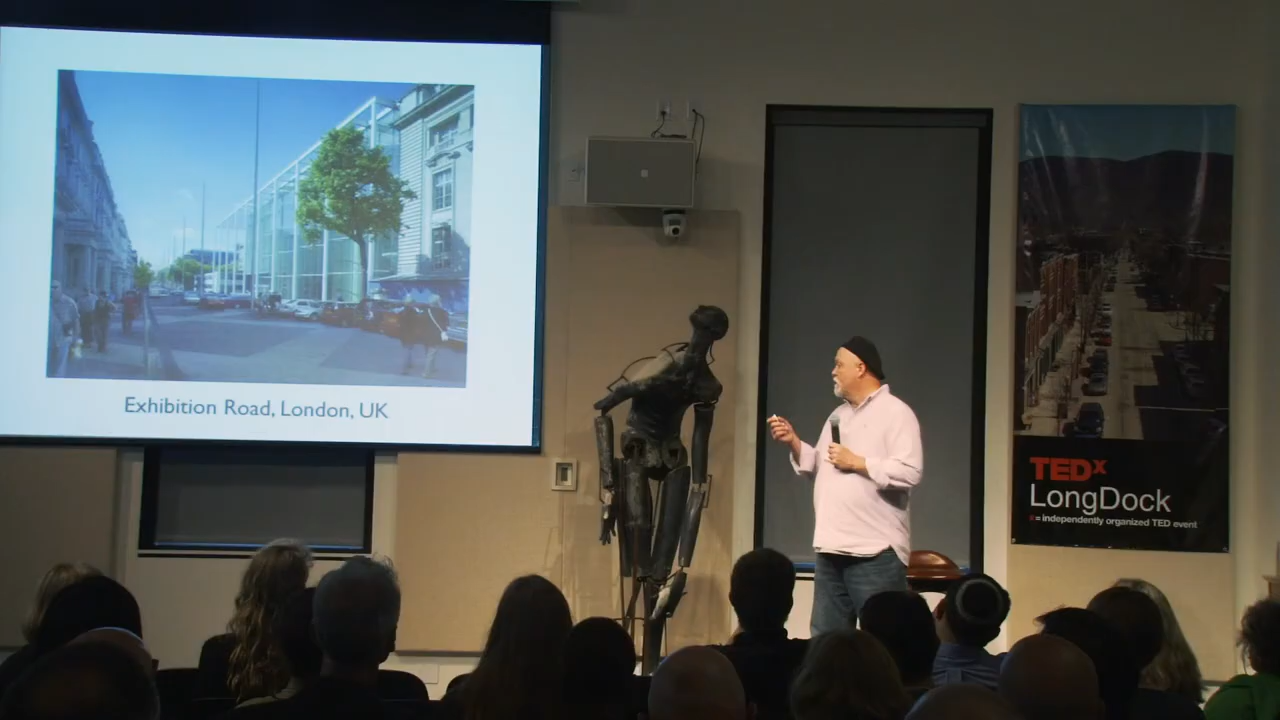 Exhibition Road, London, UK
TEDx
LongDock
x = independently organized TED event